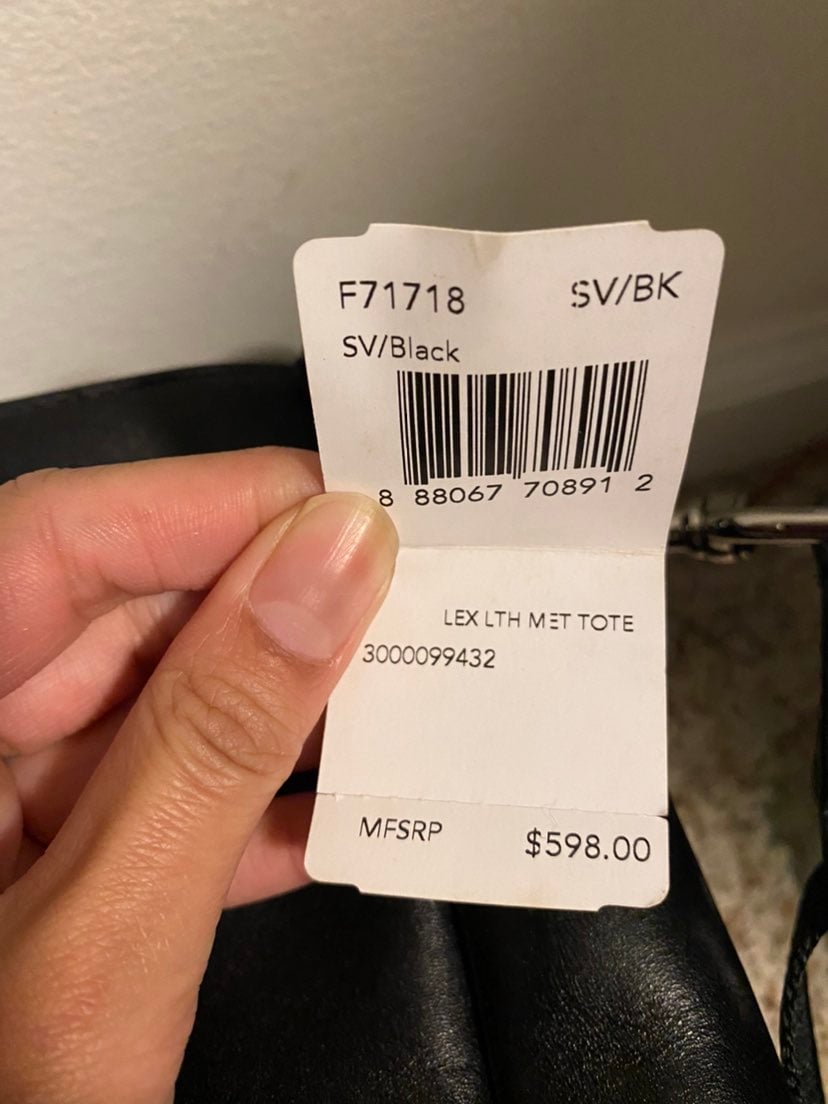 F71718 SV/BK
SV/Black
8 88067 70891 2
LEX LTH MET TOTE
3000099432
MFSRP $598.00